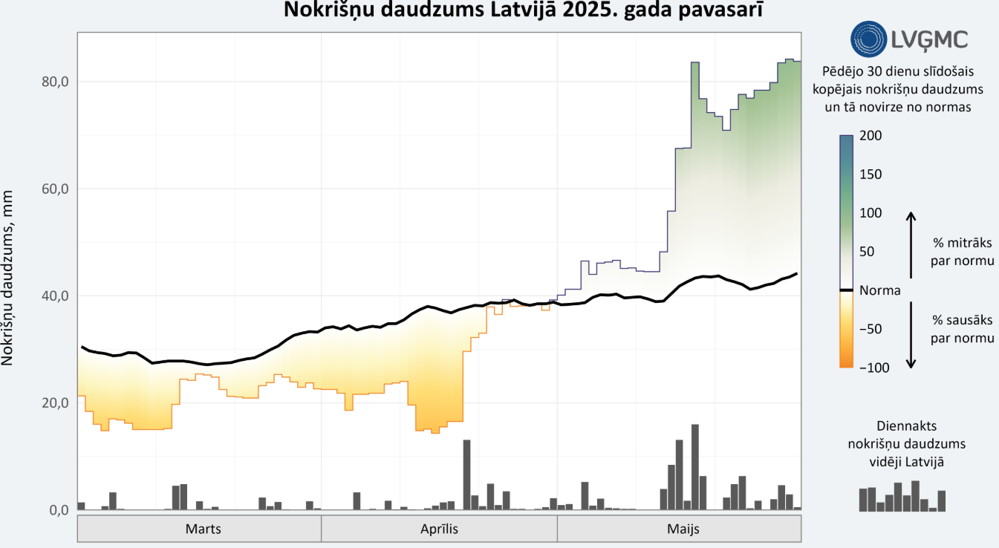 Nokrišņu daudzums Latvijā 2025. gada pavasarī
LVĢMC
Pēdējo 30 dienu slīdošais
kopējais nokrišņu daudzums
un tā novirze no normas
200
150
100
50
Norma
−50
−100
% mitrāks
par normu
% sausāks
par normu
Diennakts
nokrišņu daudzums
vidēji Latvijā
Nokrišņu daudzums, mm
80,0
60,0
40,0
20,0
0,0
Marts
Aprīlis
Maijs